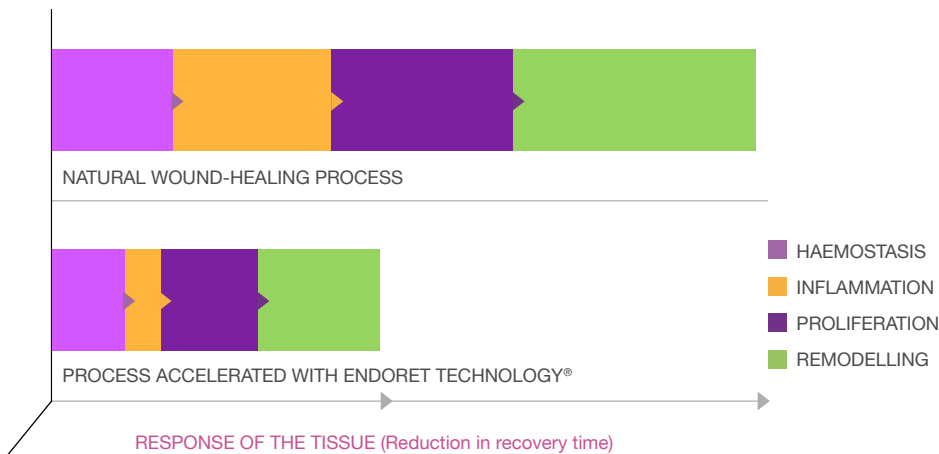 NATURAL WOUND-HEALING PROCESS
HAEMOSTASIS
INFLAMMATION
PROLIFERATION
REMODELLING
PROCESS ACCELERATED WITH ENDORET TECHNOLOGY®
RESPONSE OF THE TISSUE (Reduction in recovery time)